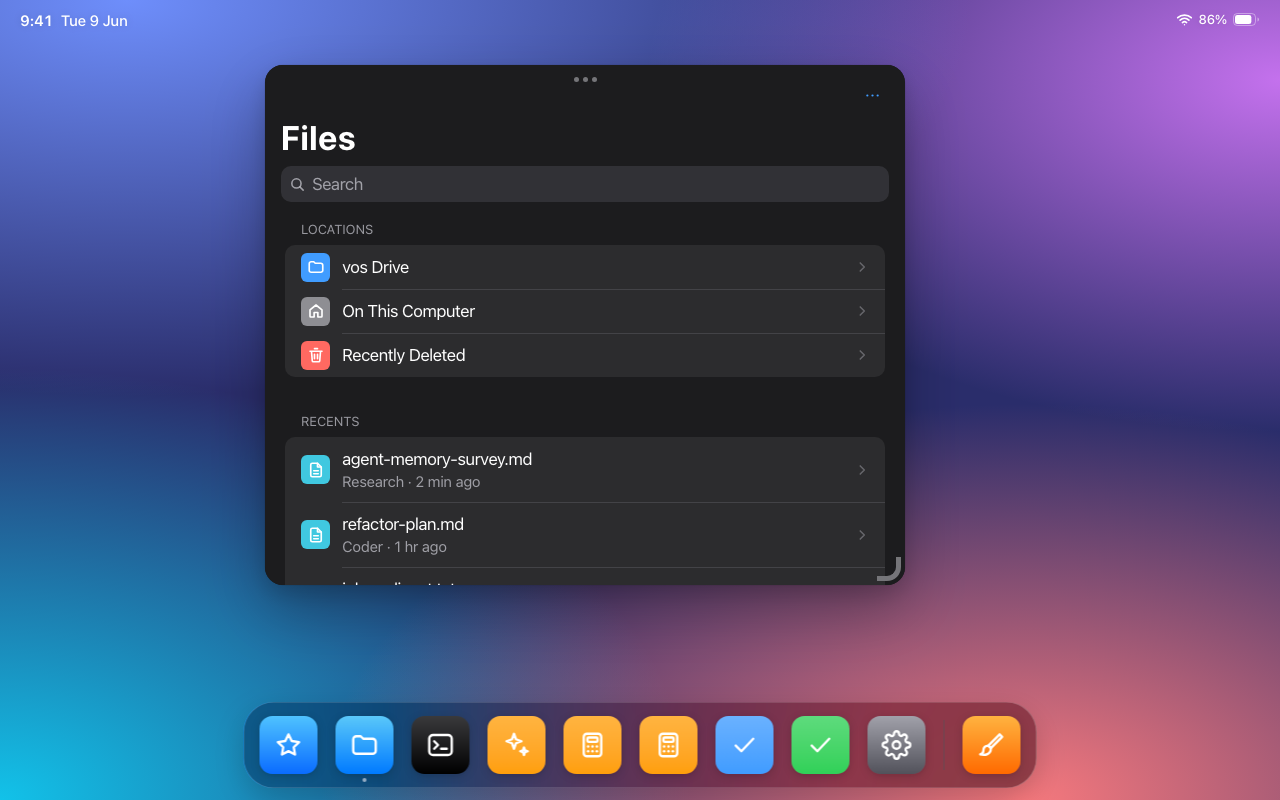 9:41 Tue 9 Jun
86%
Files
Search
LOCATIONS
vos Drive
On This Computer
Recently Deleted
RECENTS
agent-memory-survey.md
Research · 2 min ago
refactor-plan.md
Coder · 1 hr ago